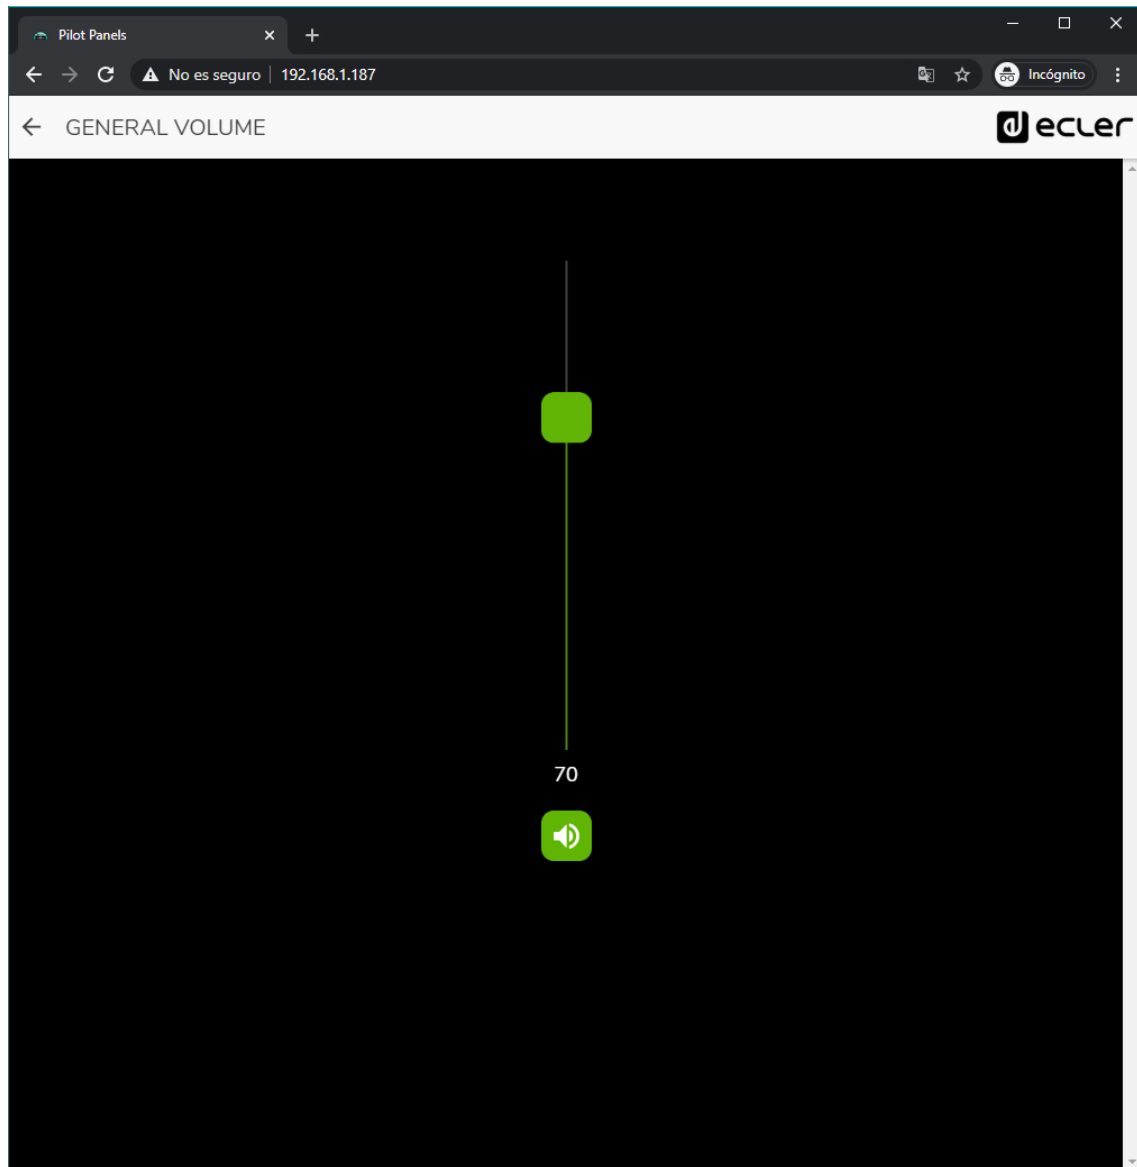 Pilot Panels
No es seguro 192.168.1.187 Incógnito
GENERAL VOLUME ecler
70